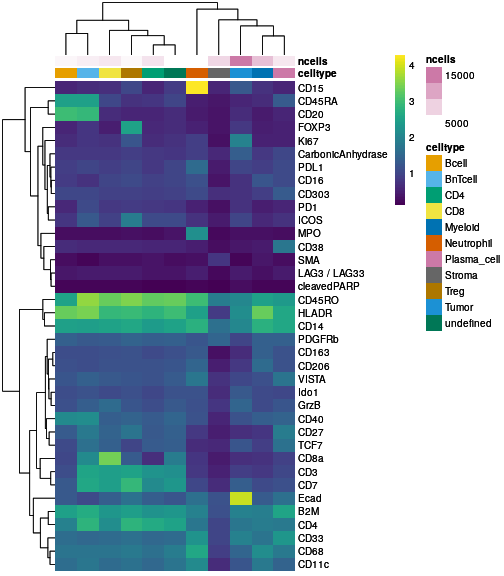 ncells
celltype
CD15
CD45RA
CD20
FOXP3
Ki67
CarbonicAnhydrase
PDL1
CD16
CD303
PD1
ICOS
MPO
CD38
SMA
LAG3 / LAG33
cleavedPARP
CD45RO
HLADR
CD14
PDGFRb
CD163
CD206
VISTA
Ido1
GrzB
CD40
CD27
TCF7
CD8a
CD3
CD7
Ecad
B2M
CD4
CD33
CD68
CD11c
4
3
2
1
ncells
15000
5000
celltype
Bcell
BnTcell
CD4
CD8
Myeloid
Neutrophil
Plasma_cell
Stroma
Treg
Tumor
undefined